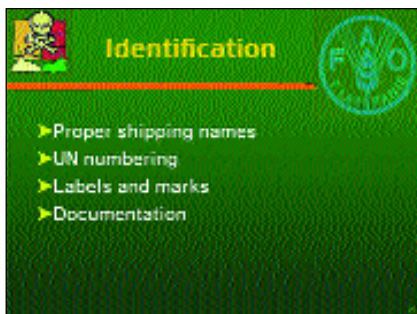 Identification
F A O
➤Proper shipping names
➤UN numbering
➤Labels and marks
➤Documentation